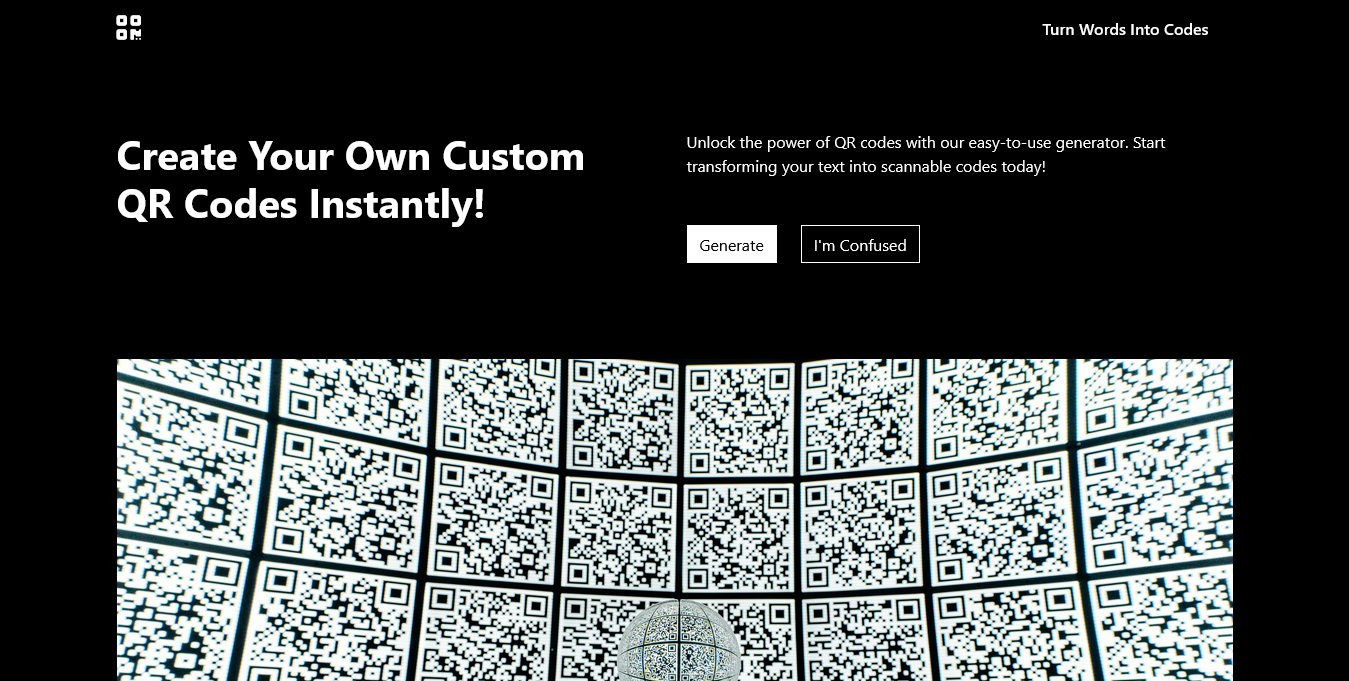 Turn Words Into Codes
Create Your Own Custom
QR Codes Instantly!
Unlock the power of QR codes with our easy-to-use generator. Start
transforming your text into scannable codes today!
Generate
I'm Confused